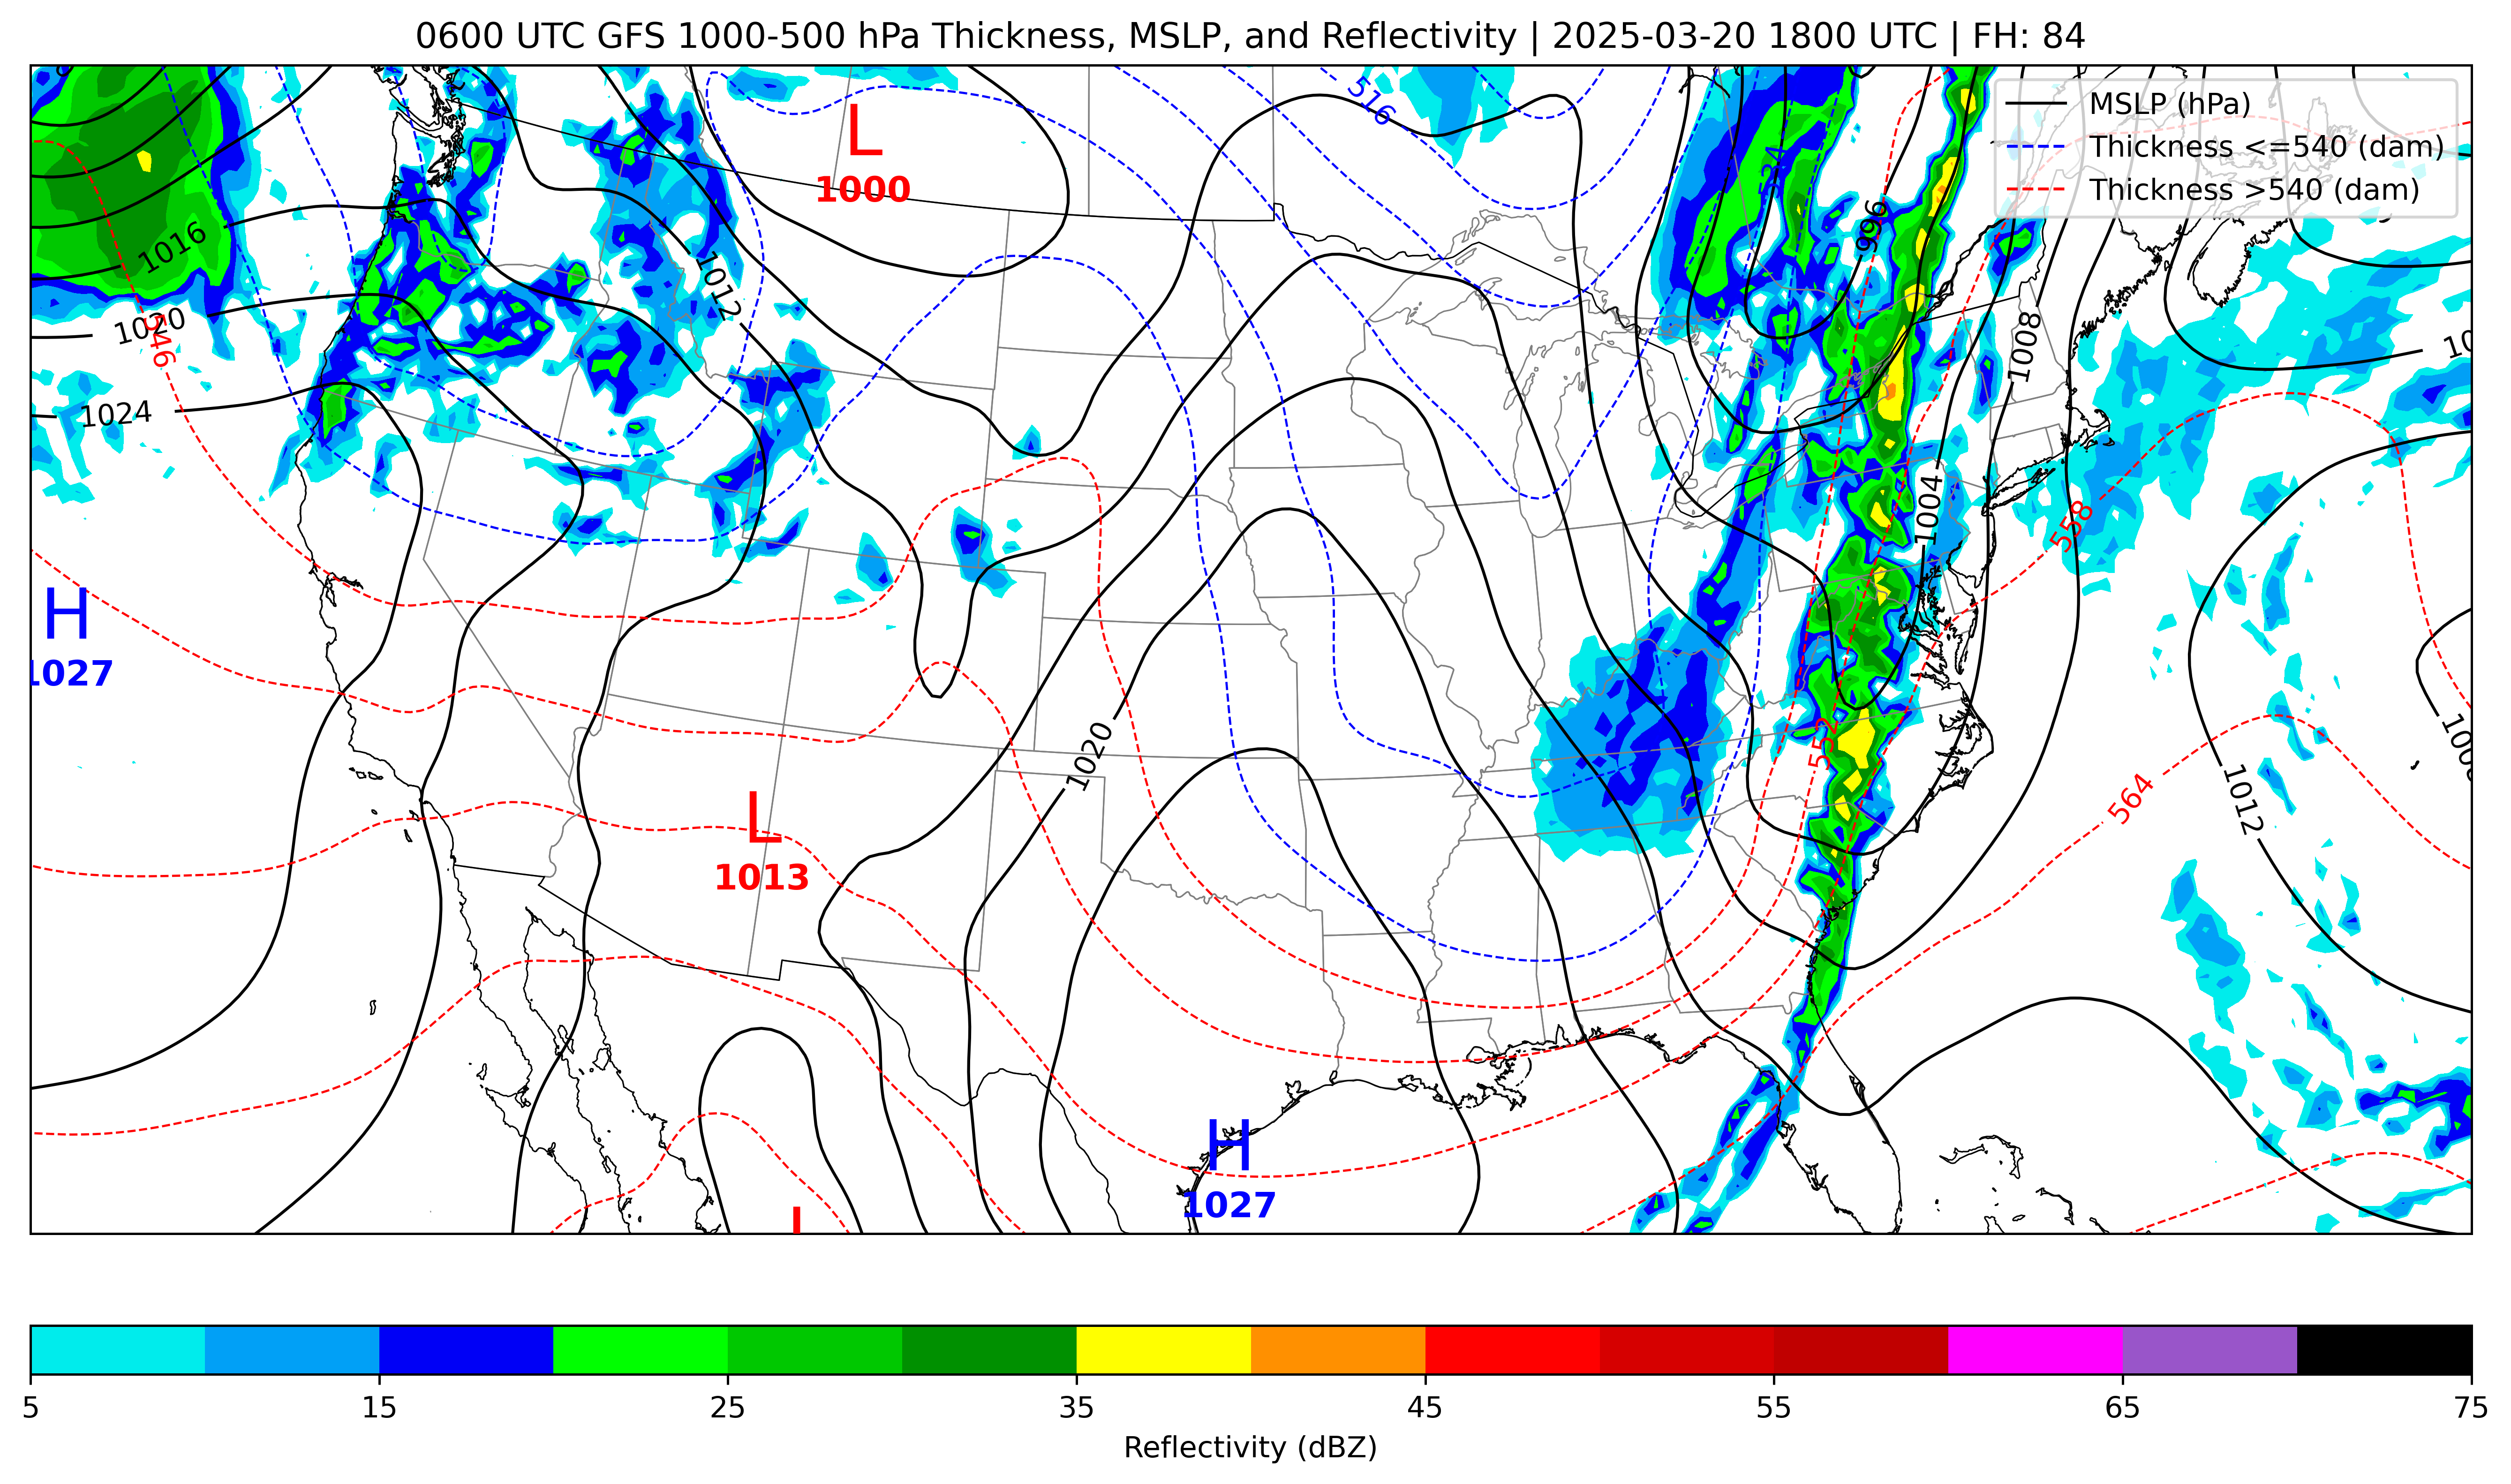 0600 UTC GFS 1000-500 hPa Thickness, MSLP, and Reflectivity | 2025-03-20 1800 UTC | FH: 84
MSLP (hPa)
Thickness <=540 (dam)
Thickness >540 (dam)
516
L
1000
534
996
1016
1012
1020
546
1008
1024
1004
558
H
1027
552
1020
564
1012
L
1013
H
1027
5 15 25 35 45 55 65 75
Reflectivity (dBZ)